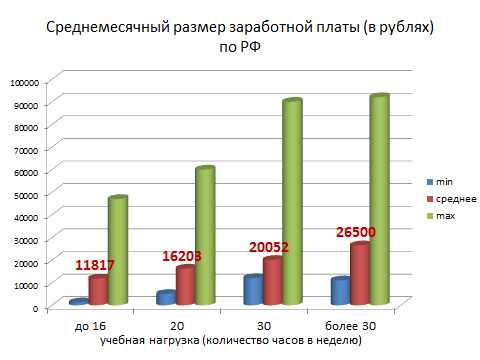 Среднемесячный размер заработной платы (в рублях)
по РФ
100000
90000
80000
70000
60000
50000
40000
30000
20000
10000
0
11817
16203
20052
26500
min
среднее
max
до 16
20
30
более 30
учебная нагрузка (количество часов в неделю)